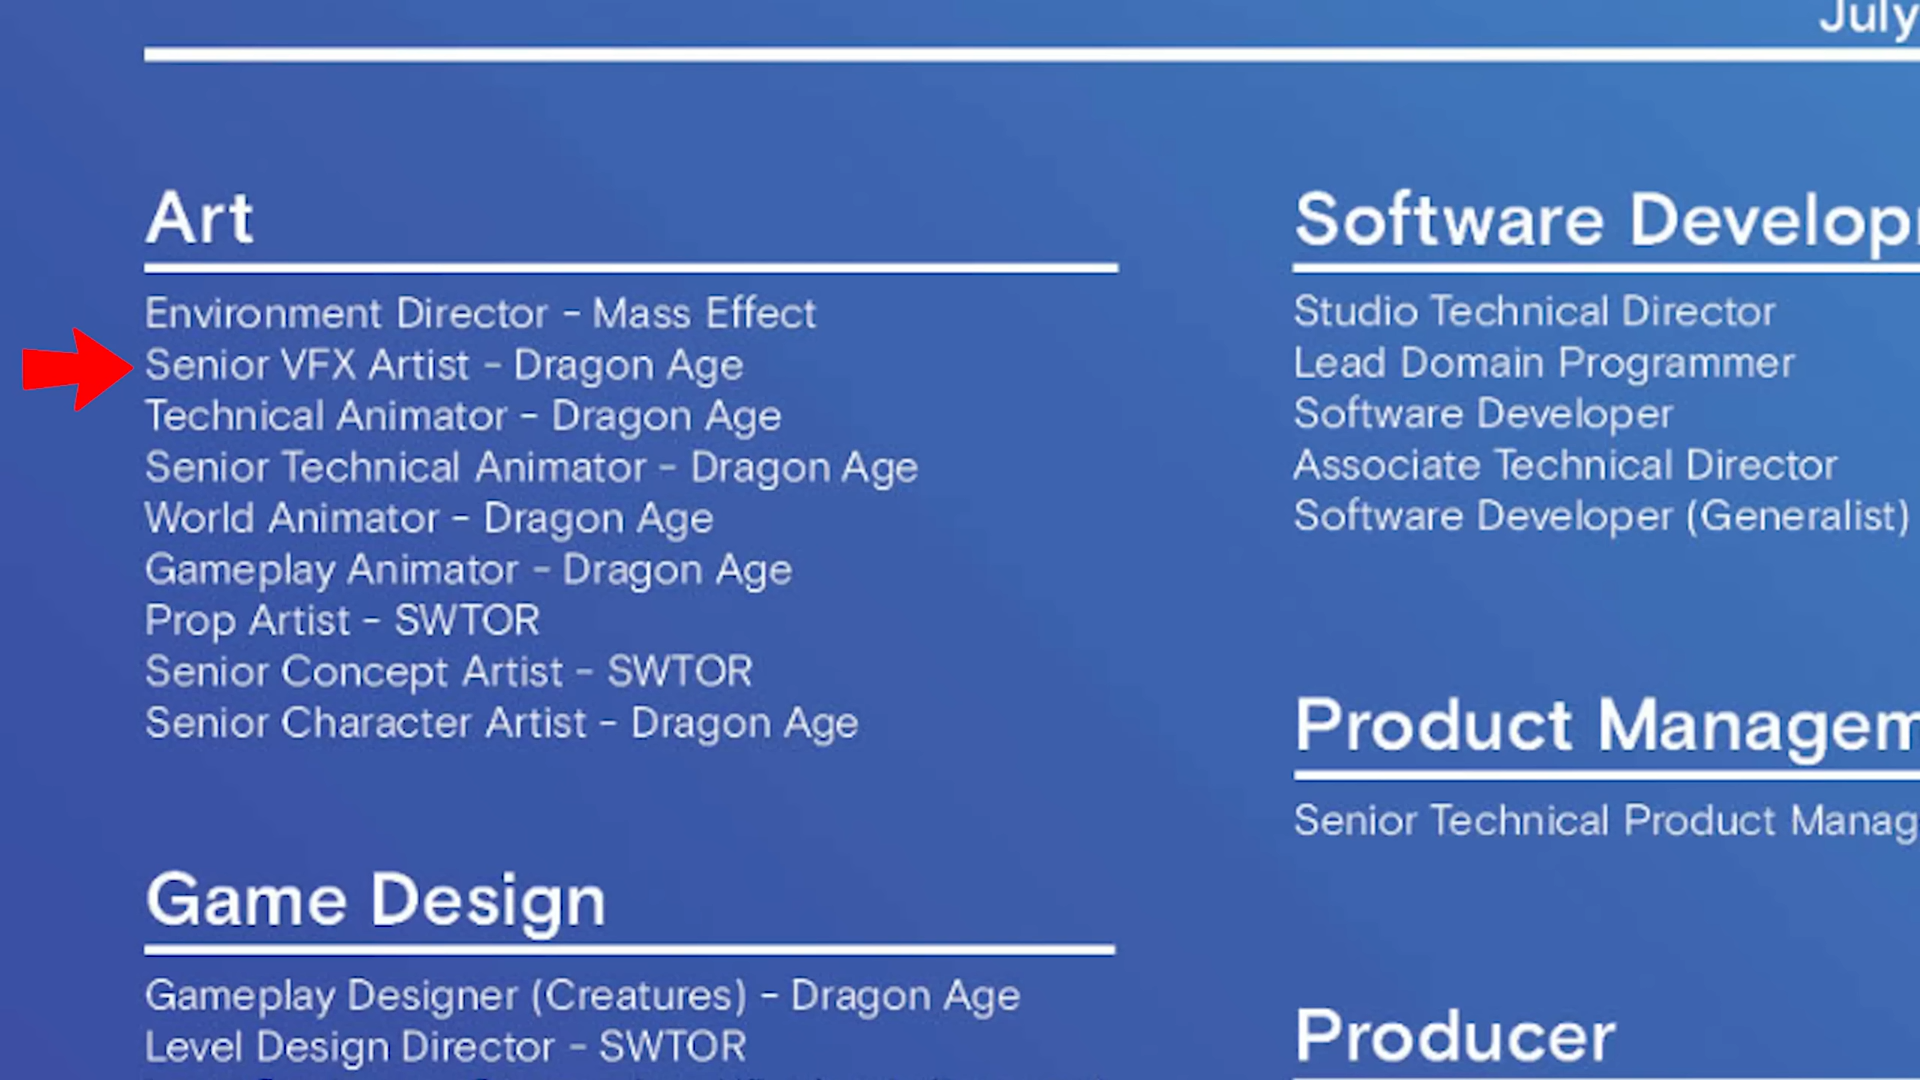 July
Art
Environment Director – Mass Effect
Senior VFX Artist – Dragon Age
Technical Animator – Dragon Age
Senior Technical Animator – Dragon Age
World Animator – Dragon Age
Gameplay Animator – Dragon Age
Prop Artist – SWTOR
Senior Concept Artist – SWTOR
Senior Character Artist – Dragon Age
Game Design
Gameplay Designer (Creatures) – Dragon Age
Level Design Director – SWTOR
Software Develop
Studio Technical Director
Lead Domain Programmer
Software Developer
Associate Technical Director
Software Developer (Generalist)
Product Managem
Senior Technical Product Manag
Producer